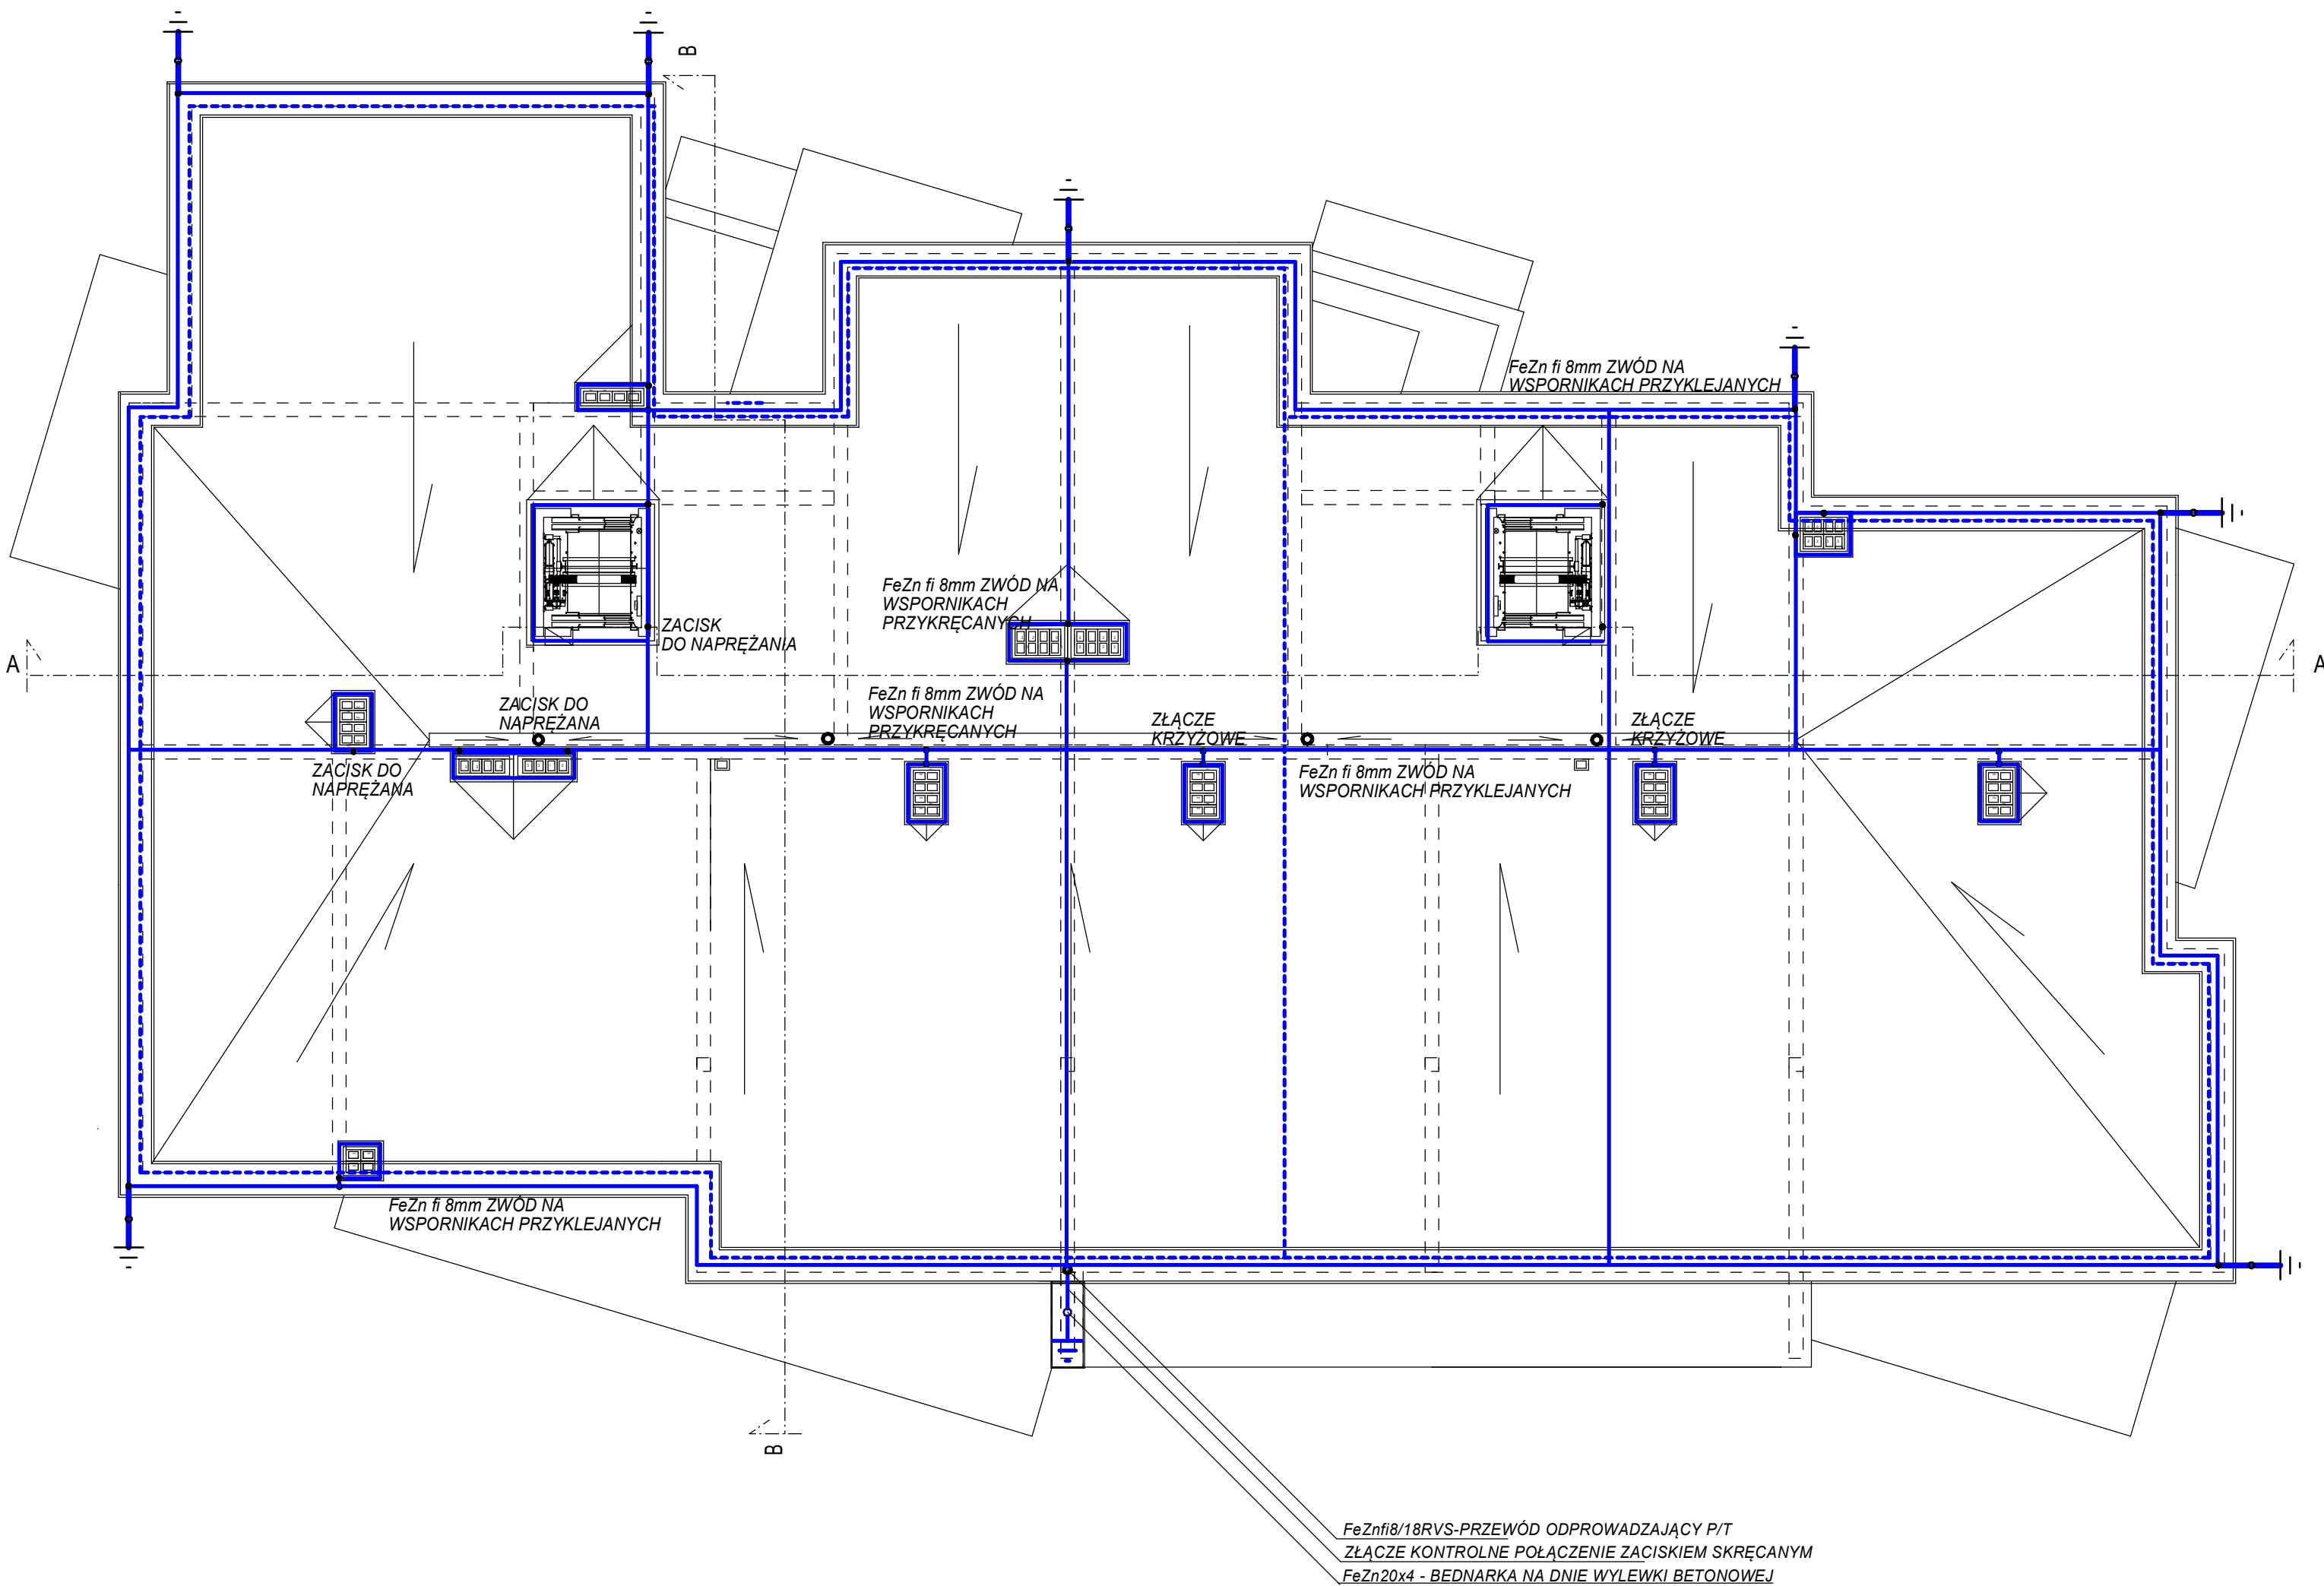 B
FeZn fi 8mm ZWÓD NA
WSPORNIKACH PRZYKLEJANYCH
FeZn fi 8mm ZWÓD NA
WSPORNIKACH
PRZYKRĘCANYCH
ZACISK
DO NAPRĘŻANIA
A
A
ZACISK DO
NAPRĘŻANA
FeZn fi 8mm ZWÓD NA
WSPORNIKACH
PRZYKRĘCANYCH
ZŁĄCZE
KRZYŻOWE
ZŁĄCZE
KRZYŻOWE
ZACISK DO
NAPRĘŻANA
FeZn fi 8mm ZWÓD NA
WSPORNIKACH PRZYKLEJANYCH
FeZn fi 8mm ZWÓD NA
WSPORNIKACH PRZYKLEJANYCH
B
FeZnfi8/18RVS-PRZEWÓD ODPROWADZAJĄCY P/T
ZŁĄCZE KONTROLNE POŁĄCZENIE ZACISKIEM SKRĘCANYM
FeZn20x4 - BEDNARKA NA DNIE WYLEWKI BETONOWEJ